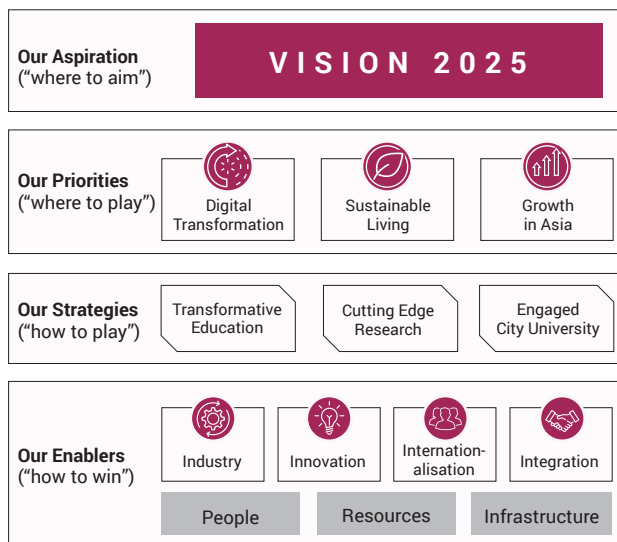 Our Aspiration
("where to aim")
VISION 2025
Our Priorities
("where to play")
Digital
Transformation
Sustainable
Living
Growth
in Asia
Our Strategies
("how to play")
Transformative
Education
Cutting Edge
Research
Engaged
City University
Our Enablers
("how to win")
Industry
Innovation
Internation-
alisation
Integration
People
Resources
Infrastructure